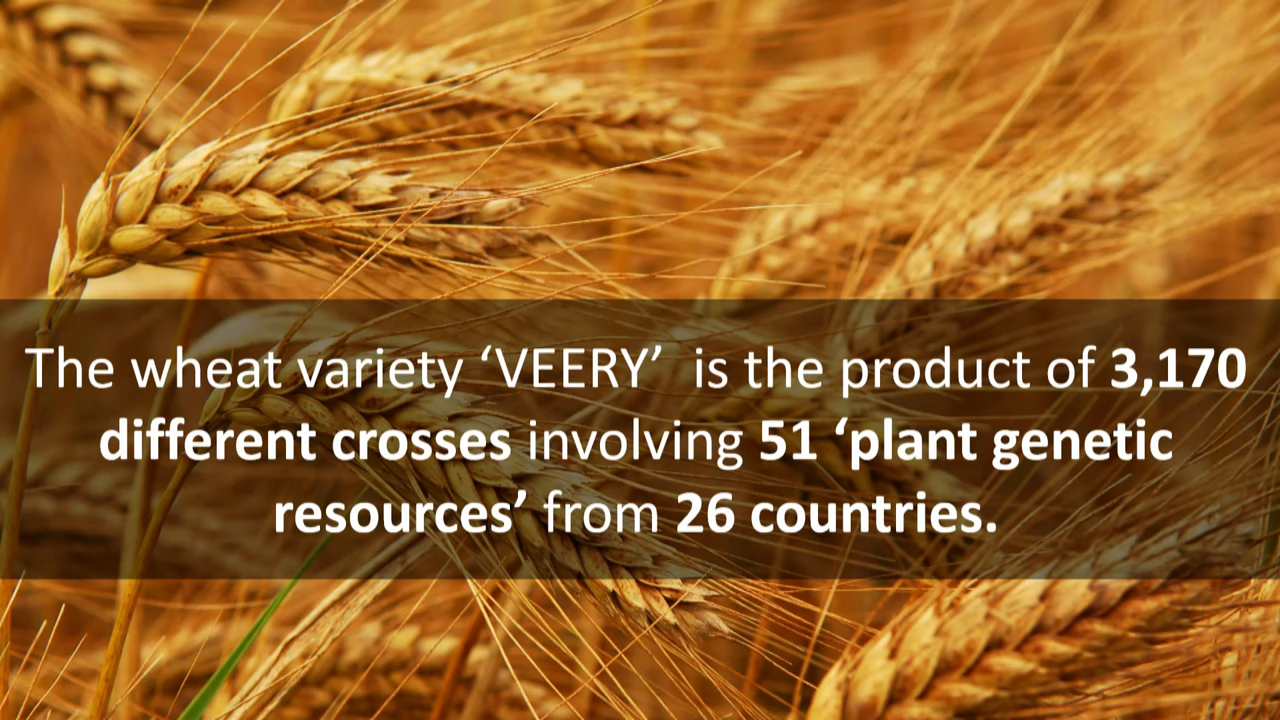 The wheat variety ‘VEERY’  is the product of 3,170
different crosses involving 51 ‘plant genetic
resources’ from 26 countries.